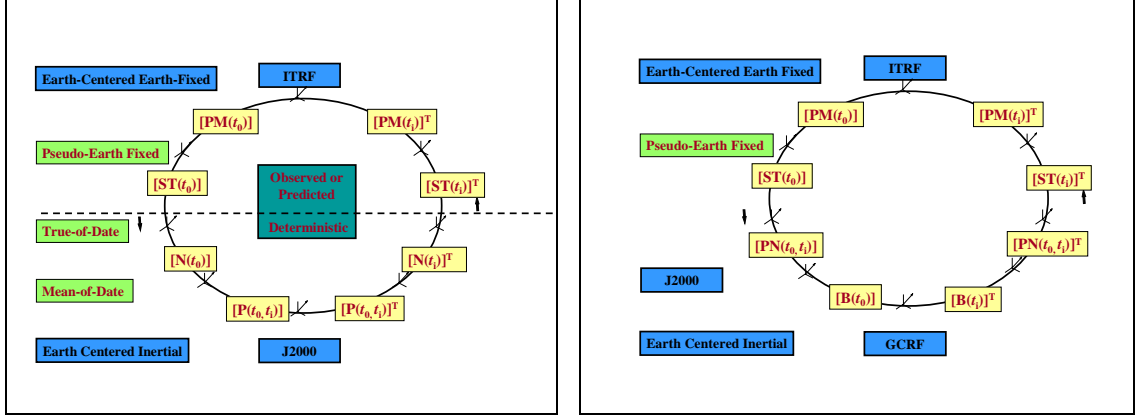 ITRF
Earth-Centered Earth-Fixed
[PM(t₀)]
[PM(tᵢ)]ᵀ
Pseudo-Earth Fixed
Observed or
Predicted
[ST(t₀)]
[ST(tᵢ)]ᵀ
Deterministic
True-of-Date
[N(t₀)]
[N(tᵢ)]ᵀ
Mean-of-Date
[P(t₀,tᵢ)]
[P(t₀,tᵢ)]ᵀ
Earth Centered Inertial
J2000
ITRF
Earth-Centered Earth Fixed
[PM(t₀)]
[PM(tᵢ)]ᵀ
Pseudo-Earth Fixed
[ST(t₀)]
[ST(tᵢ)]ᵀ
[PN(t₀,tᵢ)]
[PN(t₀,tᵢ)]ᵀ
J2000
[B(t₀)]
[B(tᵢ)]ᵀ
Earth Centered Inertial
GCRF